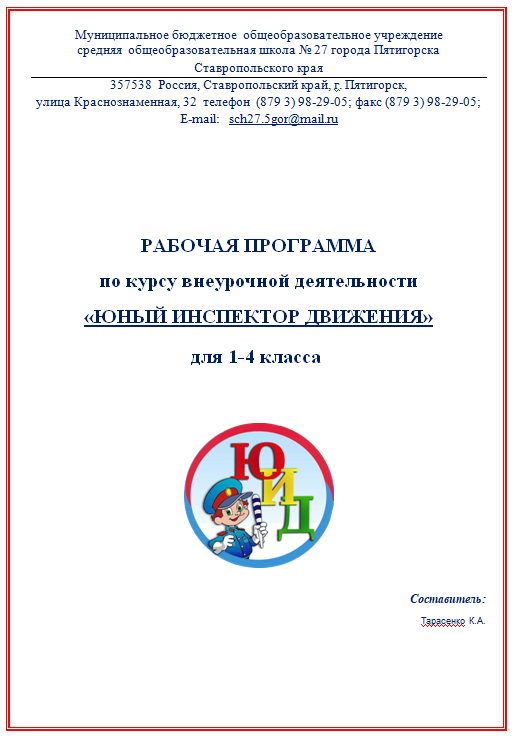 Муниципальное бюджетное общеобразовательное учреждение
средняя общеобразовательная школа № 27 города Пятигорска
Ставропольского края
357538 Россия, Ставропольский край, г. Пятигорск,
улица Краснознаменная, 32 телефон (879 3) 98-29-05; факс (879 3) 98-29-05;
E-mail: sch27.5gor@mail.ru
РАБОЧАЯ ПРОГРАММА
по курсу внеурочной деятельности
«ЮНЫЙ ИНСПЕКТОР ДВИЖЕНИЯ»
для 1-4 класса
ЮИД
Составитель:
Тарасенко К.А.